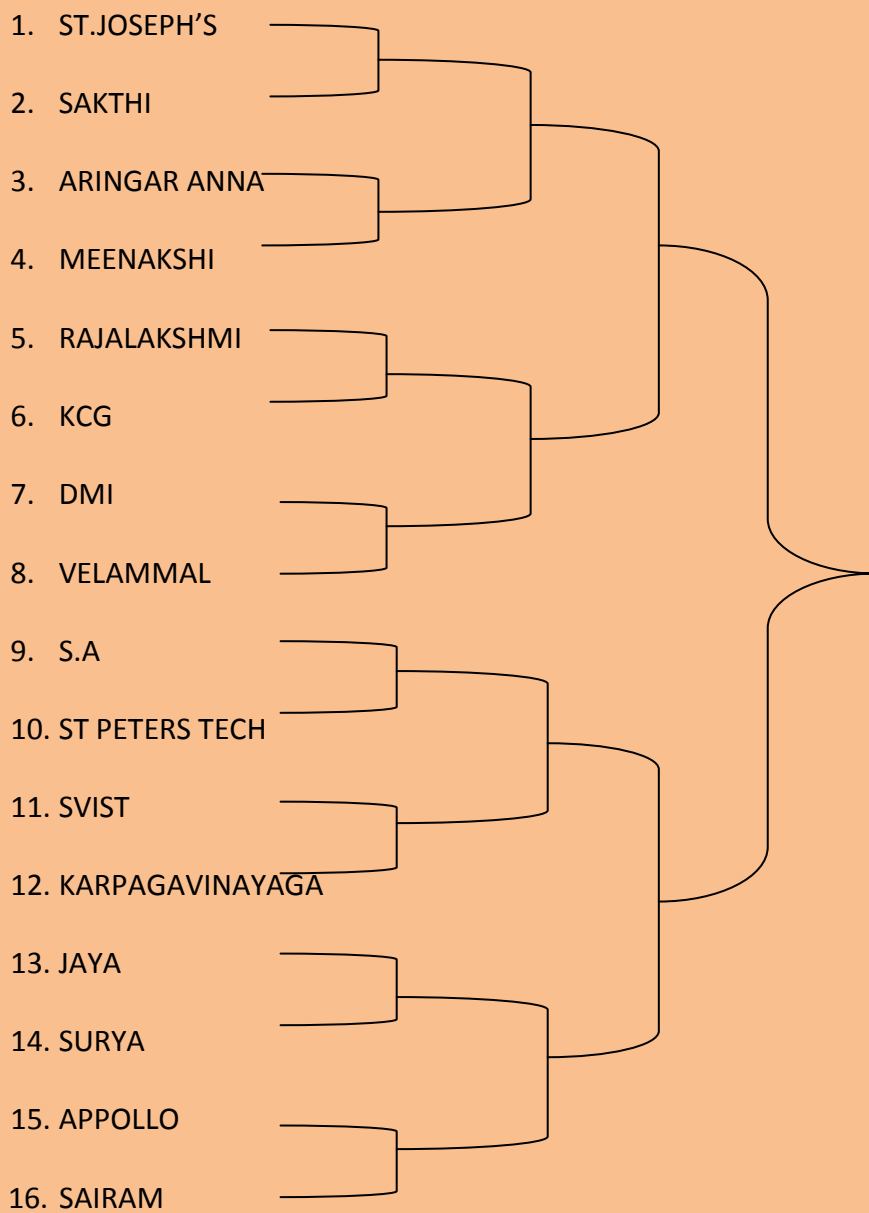 1. ST.JOSEPH’S
2. SAKTHI
3. ARINGAR ANNA
4. MEENAKSHI
5. RAJALAKSHMI
6. KCG
7. DMI
8. VELAMMAL
9. S.A
10. ST PETERS TECH
11. SVIST
12. KARPAGAVINAYAGA
13. JAYA
14. SURYA
15. APPOLLO
16. SAIRAM